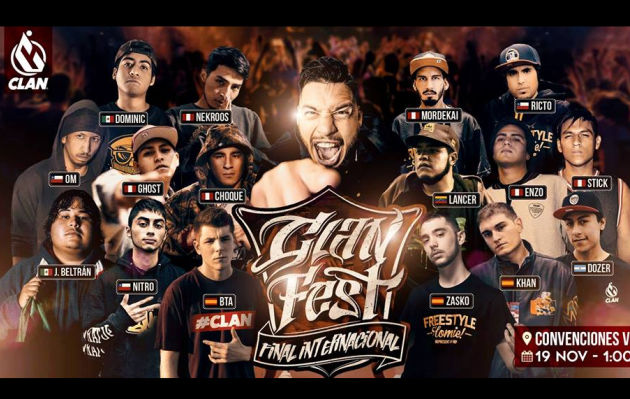 CLAN
DOMINIC
NEKROOS
MORDEKAI
RICTO
OM
GHOST
CHOQUE
LANCER
ENZO
STICK
J. BELTRÁN
NITRO
BTA
ZASKO
KHAN
DOZER
#CLAN
FREESTYLE
CLAN
FEST
FINAL INTERNACIONAL
CLAN
CONVENCIONES V
19 NOV - 1:00